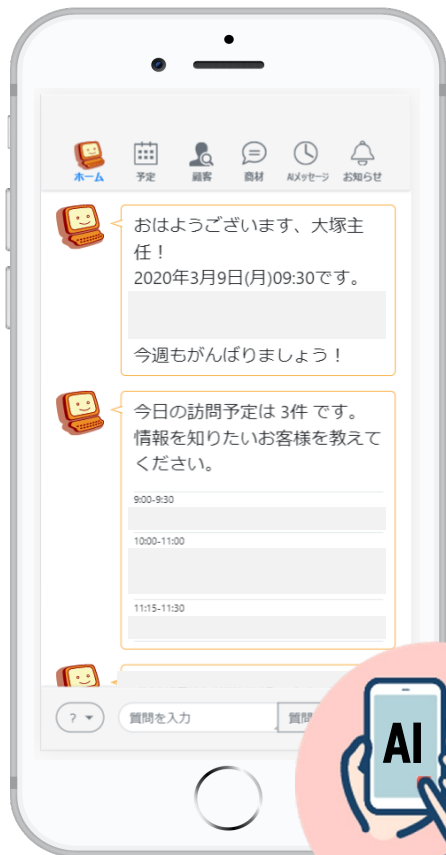 ホーム
予定
顧客
商材
AIメッセージ
お知らせ
おはようございます、大塚主
任！
2020年3月9日(月)09:30です。
今週もがんばりましょう！
今日の訪問予定は 3件 です。
情報を知りたいお客様を教えて
ください。
9:00-9:30
10:00-11:00
11:15-11:30
?
質問を入力
質問
AI